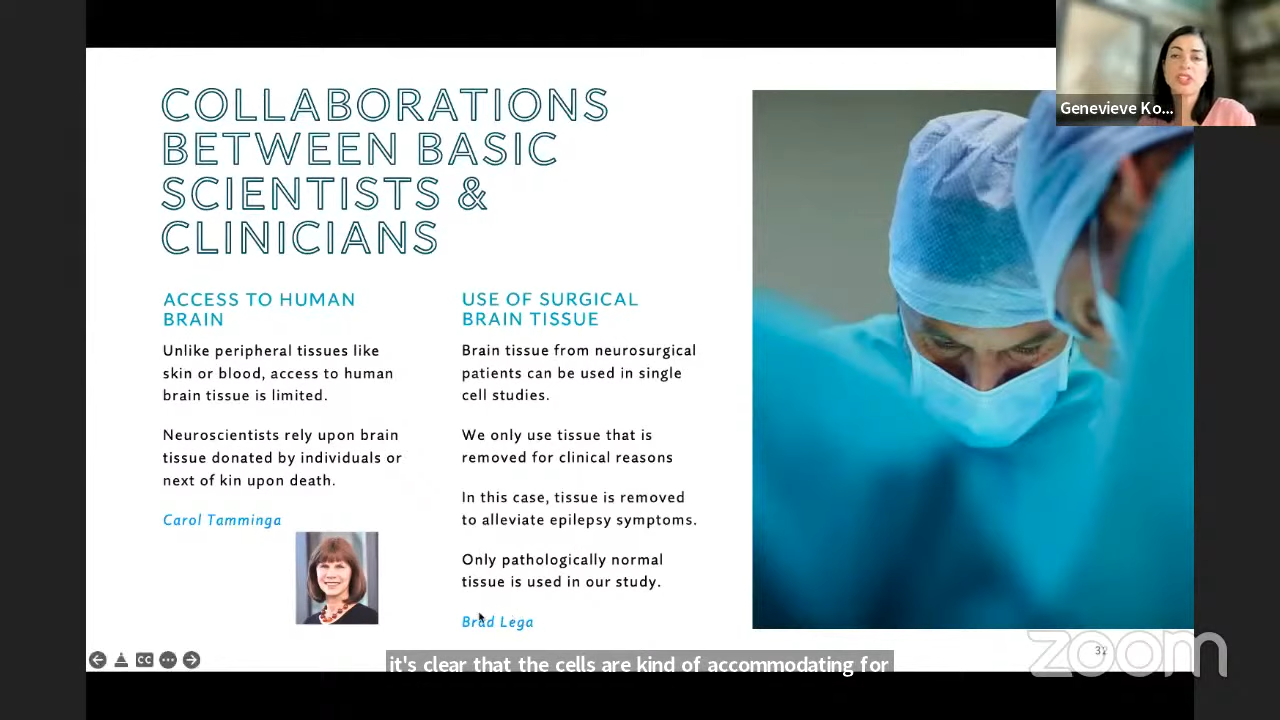 COLLABORATIONS
BETWEEN BASIC
SCIENTISTS &
CLINICIANS
ACCESS TO HUMAN
BRAIN
Unlike peripheral tissues like
skin or blood, access to human
brain tissue is limited.
Neuroscientists rely upon brain
tissue donated by individuals or
next of kin upon death.
Carol Tamminga
USE OF SURGICAL
BRAIN TISSUE
Brain tissue from neurosurgical
patients can be used in single
cell studies.
We only use tissue that is
removed for clinical reasons
In this case, tissue is removed
to alleviate epilepsy symptoms.
Only pathologically normal
tissue is used in our study.
Brad Lega
Genevieve Ko...
CC
it's clear that the cells are kind of accommodating for
32
zoom